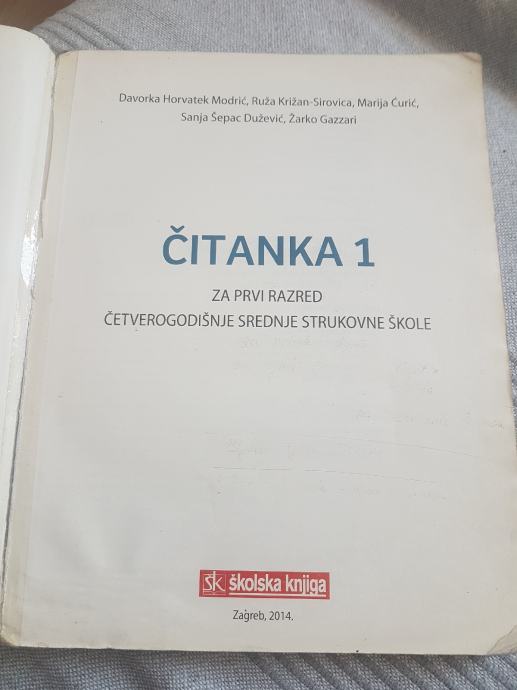 Davorka Horvatek Modrić, Ruža Križan-Sirovica, Marija Ćurić,
Sanja Šepac Dužević, Žarko Gazzari
ČITANKA 1
ZA PRVI RAZRED
ČETVEROGODIŠNJE SREDNJE STRUKOVNE ŠKOLE
ŠK školska knjiga
Zagreb, 2014.